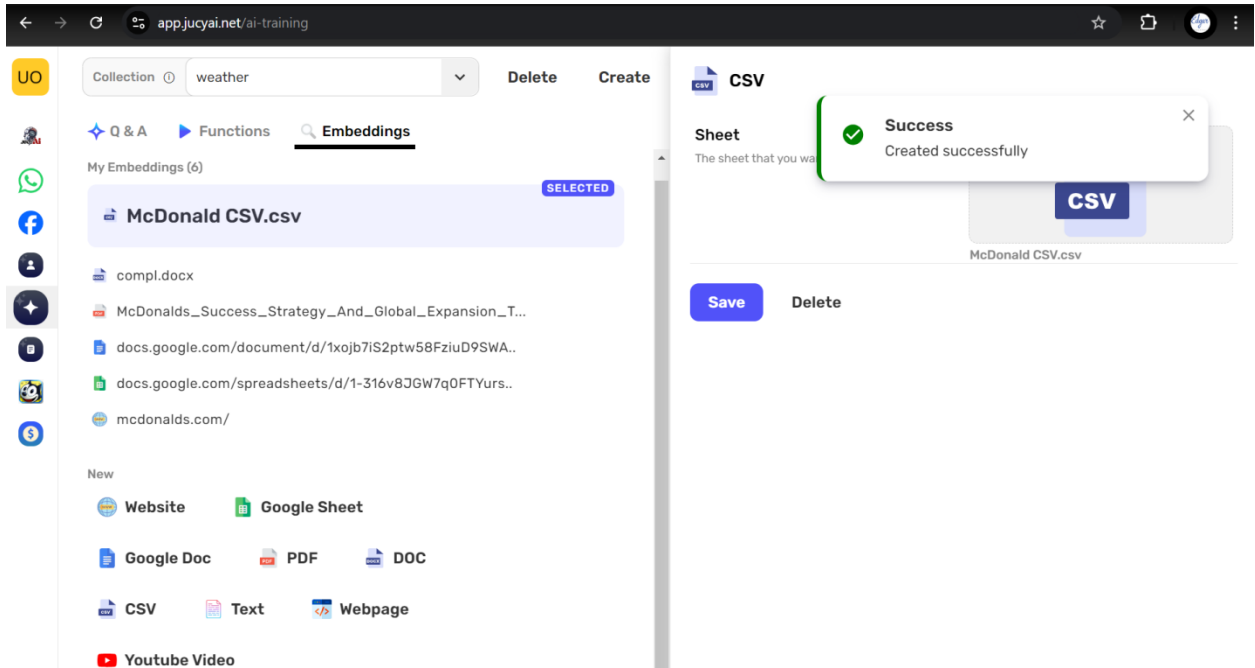 app.jucyai.net/ai-training
UO
Collection
weather
Delete
Create
Q & A
Functions
Embeddings
My Embeddings (6)
SELECTED
McDonald CSV.csv
compl.docx
McDonalds_Success_Strategy_And_Global_Expansion_T...
docs.google.com/document/d/1xojb7iS2ptw58FziuD9SWA..
docs.google.com/spreadsheets/d/1-316v8JGW7q0FTYurs..
mcdonalds.com/
New
Website
Google Sheet
Google Doc
PDF
DOC
CSV
Text
Webpage
Youtube Video
CSV
Sheet
The sheet that you wa
Success
Created successfully
CSV
McDonald CSV.csv
Save
Delete